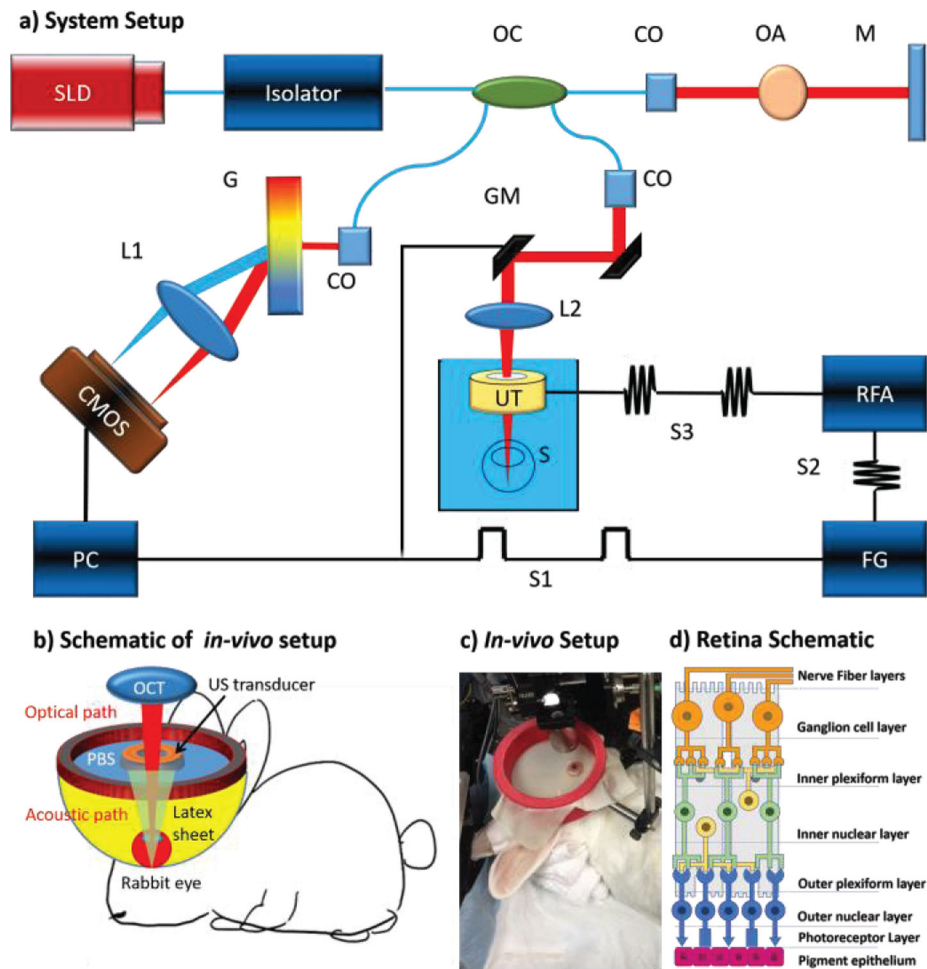 a) System Setup
OC
CO
OA
M
SLD
Isolator
G
GM
CO
L1
CO
L2
CMOS
UT
S
S3
RFA
S2
PC
S1
FG
b) Schematic of in-vivo setup
c) In-vivo Setup
d) Retina Schematic
OCT
US transducer
Optical path
PBS
Acoustic path
Latex
sheet
Rabbit eye
Nerve Fiber layers
Ganglion cell layer
Inner plexiform layer
Inner nuclear layer
Outer plexiform layer
Outer nuclear layer
Photoreceptor Layer
Pigment epithelium